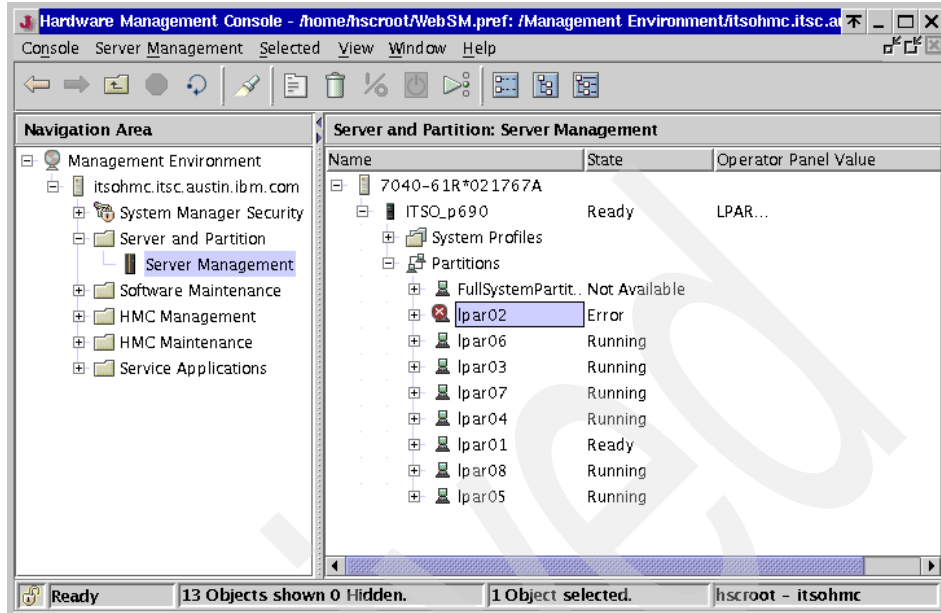 Hardware Management Console - /home/hscroot/WebSM.pref: /Management Environment/itsohmc.itsc.au
Console Server Management Selected View Window Help
Navigation Area
Management Environment
itsohmc.itsc.austin.ibm.com
System Manager Security
Server and Partition
Server Management
Software Maintenance
HMC Management
HMC Maintenance
Service Applications
Server and Partition: Server Management
Name State Operator Panel Value
7040-61R*021767A
ITSO_p690 Ready LPAR...
System Profiles
Partitions
FullSystemPartit.. Not Available
lpar02 Error
lpar06 Running
lpar03 Running
lpar07 Running
lpar04 Running
lpar01 Ready
lpar08 Running
lpar05 Running
Ready 13 Objects shown 0 Hidden. 1 Object selected. hscroot - itsohmc